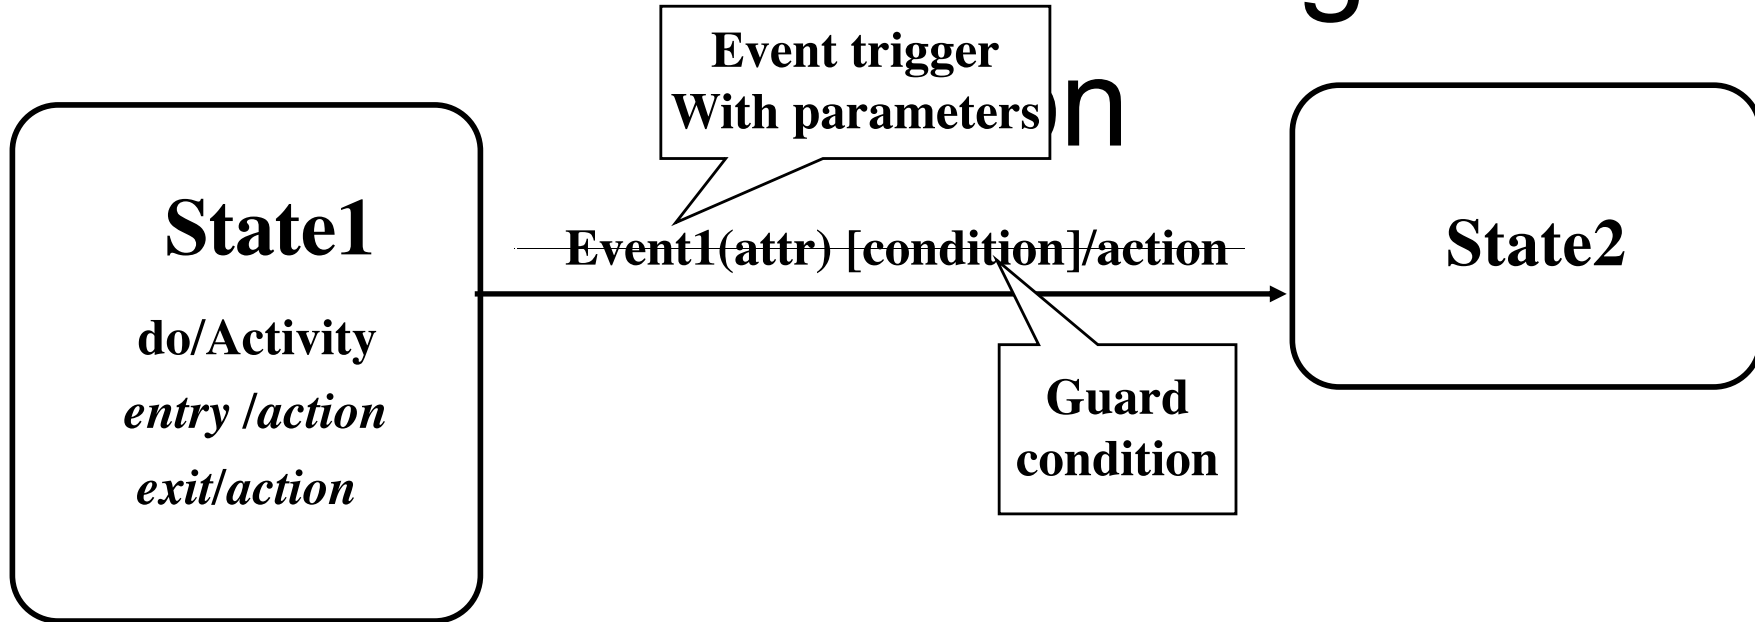 Event trigger
With parameters
State1
Event1(attr) [condition]/action
State2
do/Activity
entry /action
exit/action
Guard
condition